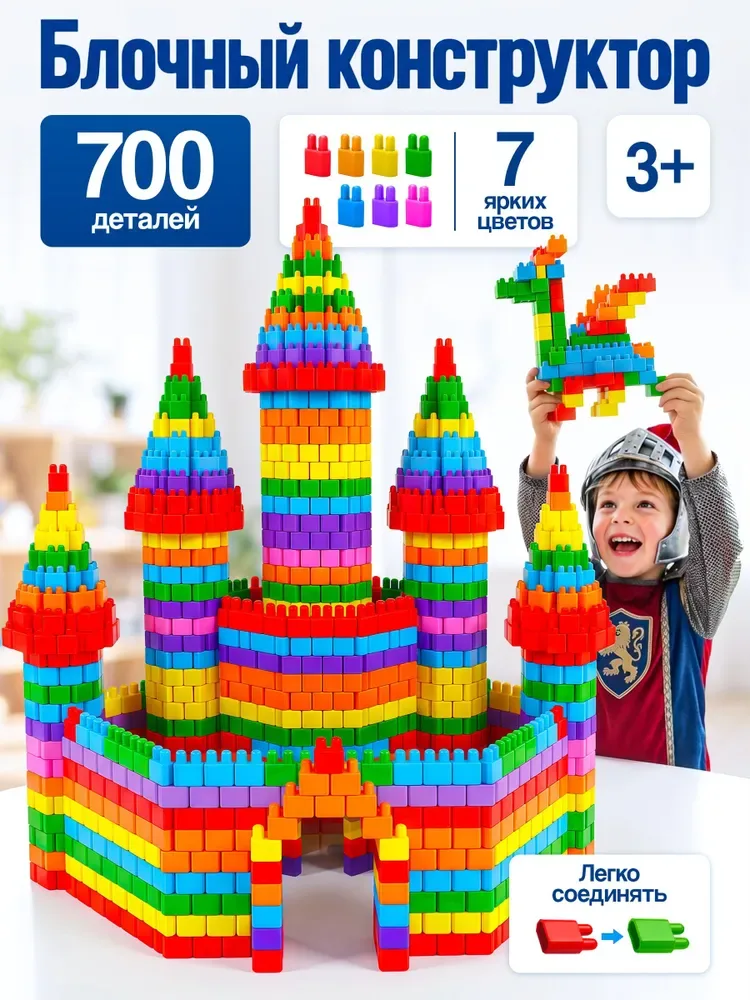 Блочный конструктор
700
деталей
7
ярких
цветов
3+
Легко
соединять